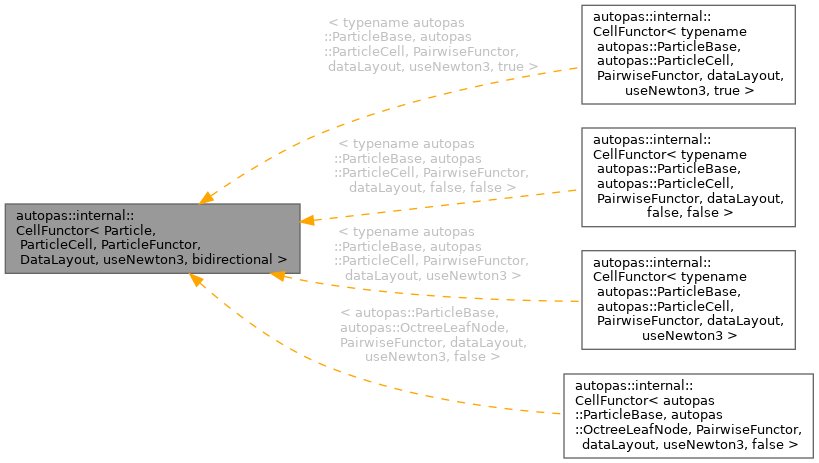 autopas::internal::
CellFunctor< Particle,
ParticleCell, ParticleFunctor,
DataLayout, useNewton3, bidirectional >
< typename autopas
::ParticleBase, autopas
::ParticleCell, PairwiseFunctor,
dataLayout, useNewton3, true >
autopas::internal::
CellFunctor< typename
autopas::ParticleBase,
autopas::ParticleCell,
PairwiseFunctor, dataLayout,
useNewton3, true >
< typename autopas
::ParticleBase, autopas
::ParticleCell, PairwiseFunctor,
dataLayout, false, false >
autopas::internal::
CellFunctor< typename
autopas::ParticleBase,
autopas::ParticleCell,
PairwiseFunctor, dataLayout,
false, false >
< typename autopas
::ParticleBase, autopas
::ParticleCell, PairwiseFunctor,
dataLayout, useNewton3 >
autopas::internal::
CellFunctor< typename
autopas::ParticleBase,
autopas::ParticleCell,
PairwiseFunctor, dataLayout,
useNewton3 >
< autopas::ParticleBase,
autopas::OctreeLeafNode,
PairwiseFunctor, dataLayout,
useNewton3, false >
autopas::internal::
CellFunctor< autopas
::ParticleBase, autopas
::OctreeLeafNode, PairwiseFunctor,
dataLayout, useNewton3, false >